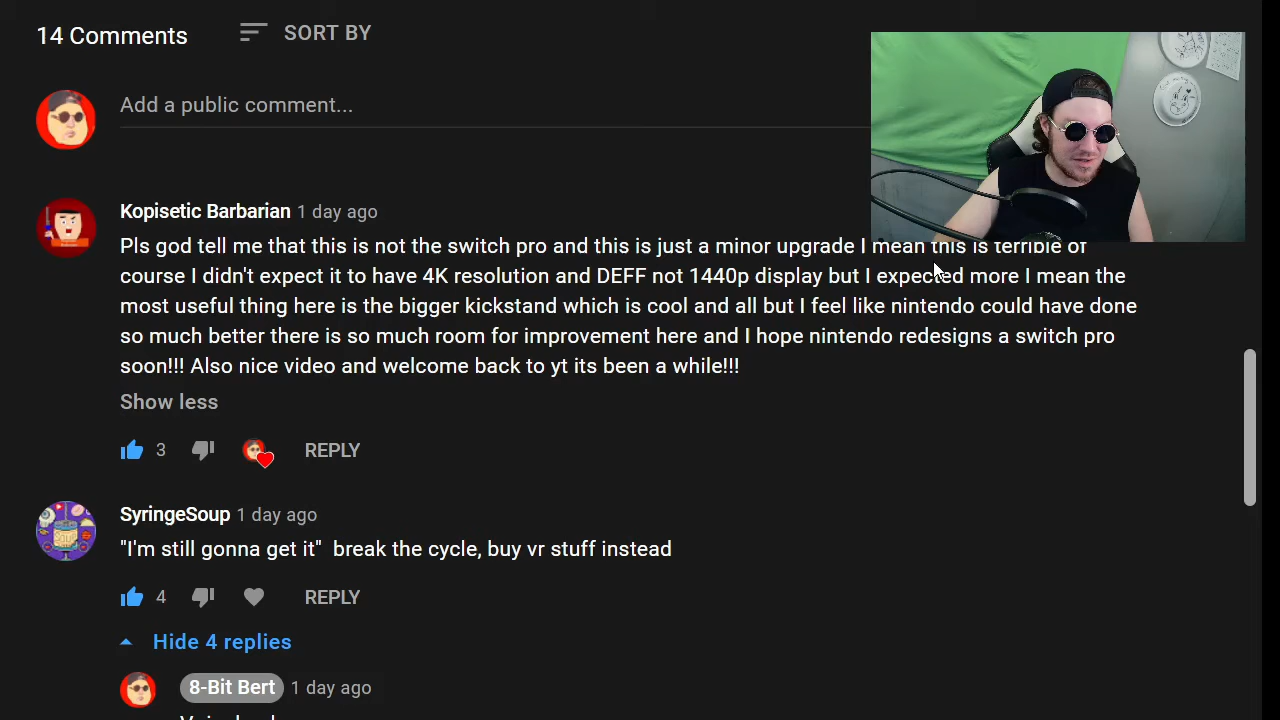 14 Comments
SORT BY
Add a public comment...
Kopisetic Barbarian 1 day ago
Pls god tell me that this is not the switch pro and this is just a minor upgrade I mean this is terrible of
course I didn't expect it to have 4K resolution and DEFF not 1440p display but I expected more I mean the
most useful thing here is the bigger kickstand which is cool and all but I feel like nintendo could have done
so much better there is so much room for improvement here and I hope nintendo redesigns a switch pro
soon!!! Also nice video and welcome back to yt its been a while!!!
Show less
3
REPLY
SyringeSoup 1 day ago
"I'm still gonna get it" break the cycle, buy vr stuff instead
4
REPLY
Hide 4 replies
8-Bit Bert 1 day ago